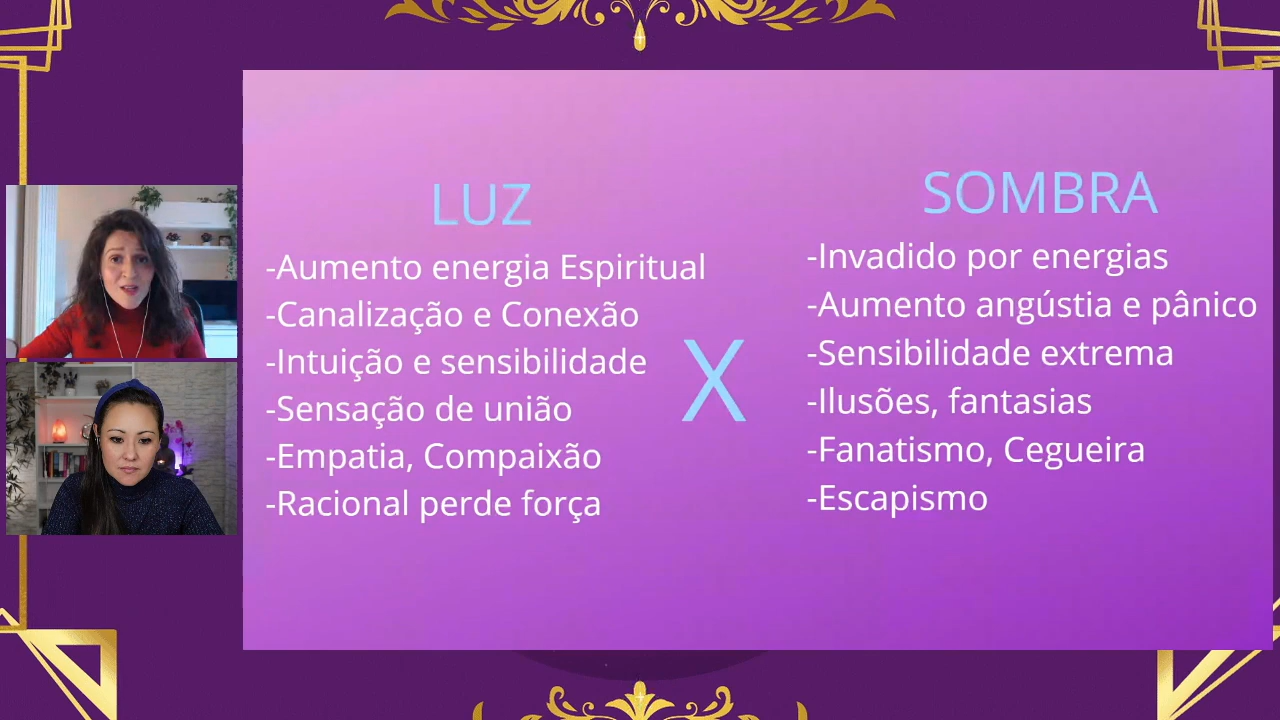 LUZ
-Aumento energia Espiritual
-Canalização e Conexão
-Intuição e sensibilidade
-Sensação de união
-Empatia, Compaixão
-Racional perde força
X
SOMBRA
-Invadido por energias
-Aumento angústia e pânico
-Sensibilidade extrema
-Ilusões, fantasias
-Fanatismo, Cegueira
-Escapismo